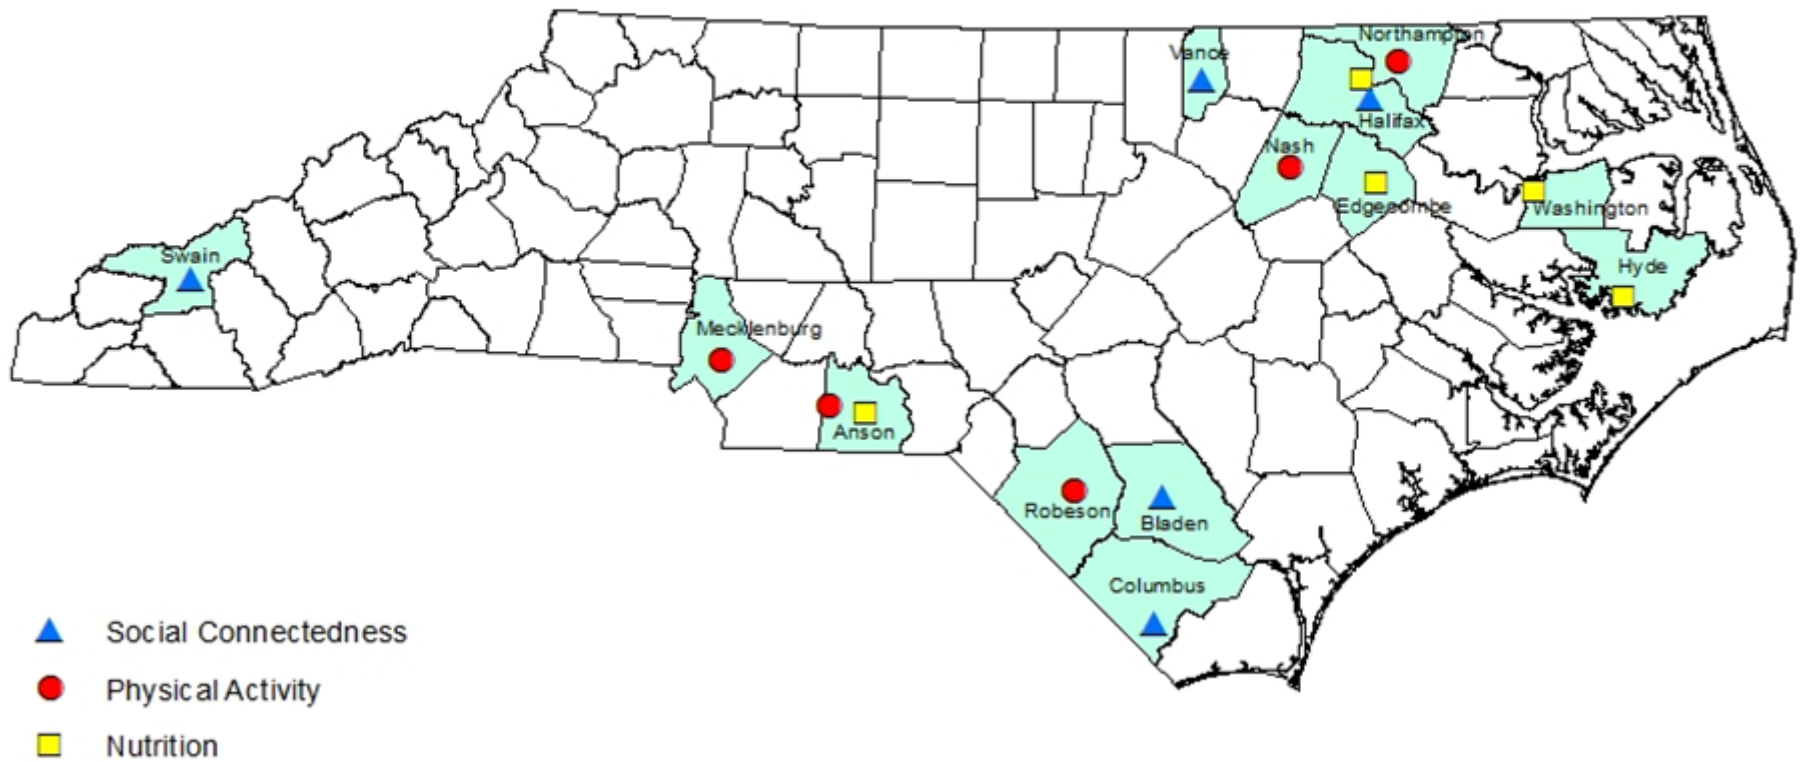 Northampton
Vance
Halifax
Nash
Edgecombe
Washington
Swain
Hyde
Mecklenburg
Anson
Robeson
Bladen
Columbus
Social Connectedness
Physical Activity
Nutrition